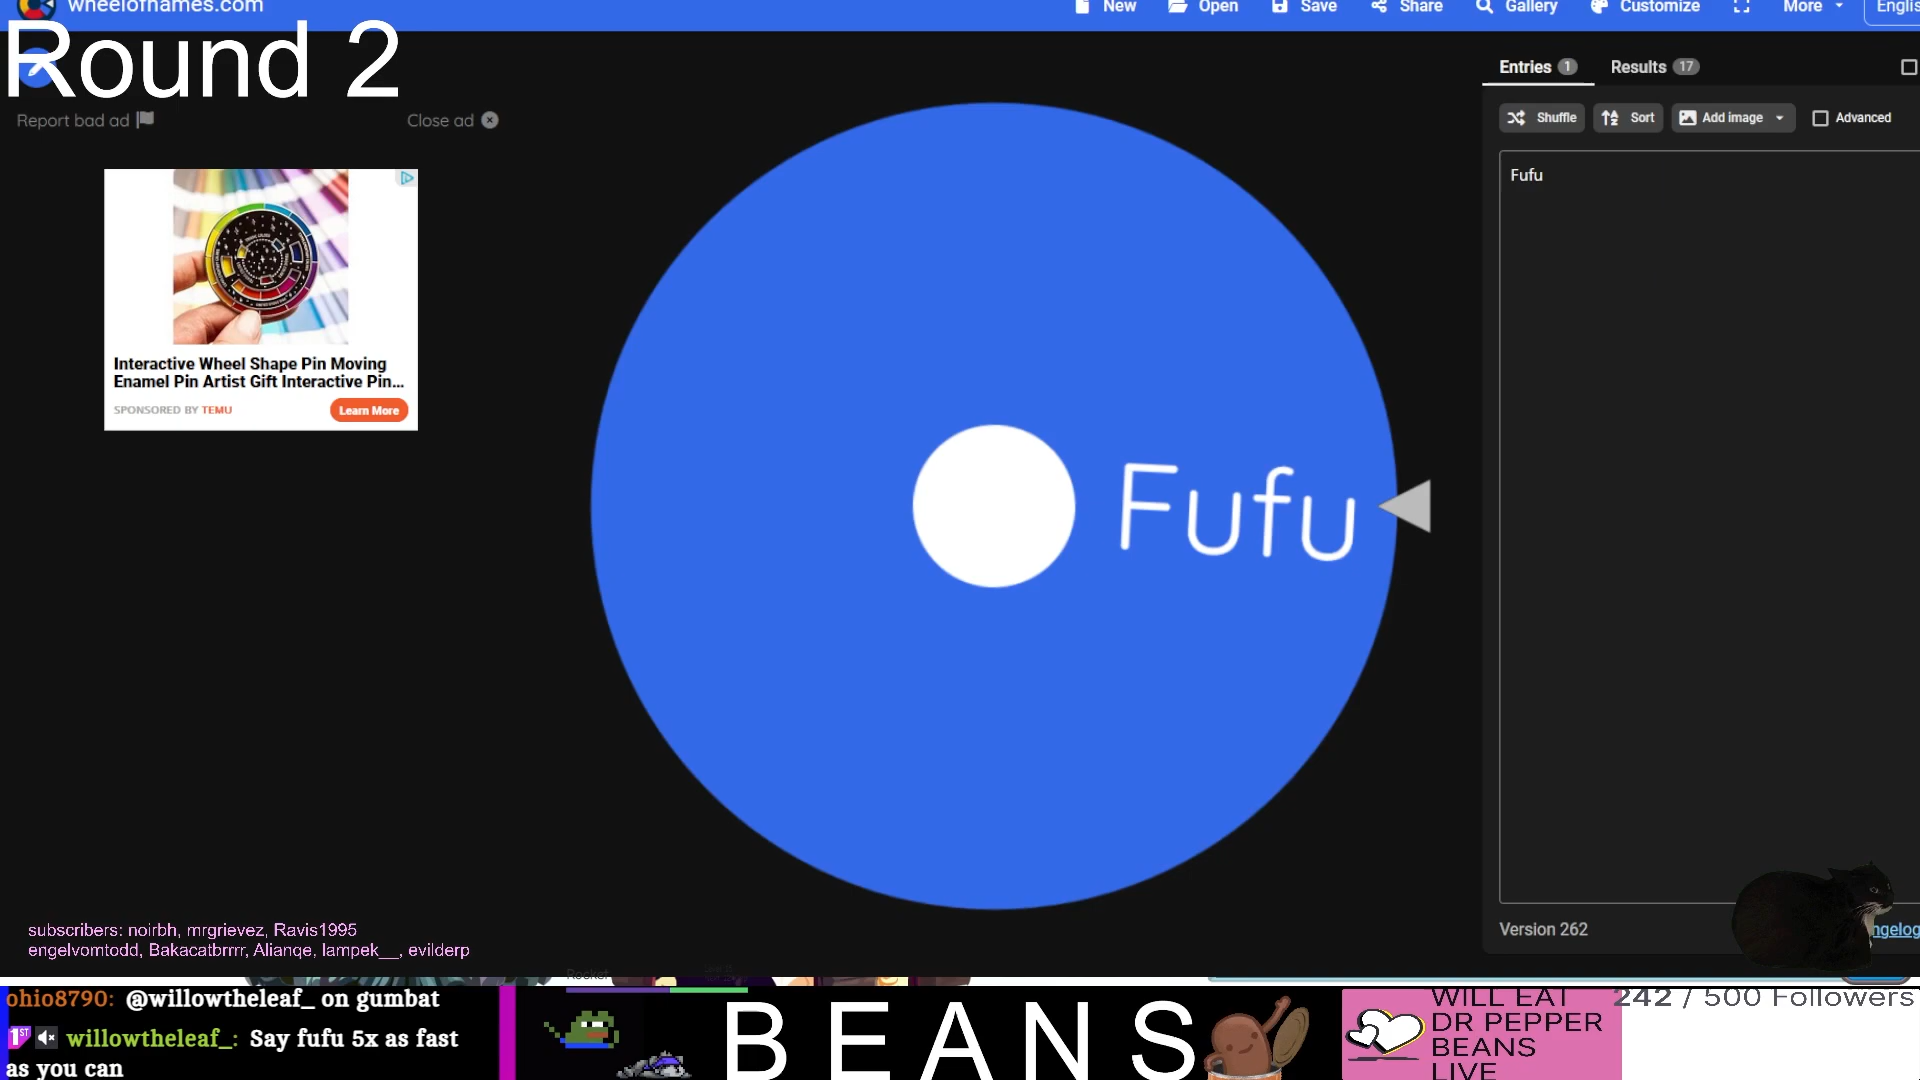 wheelofnames.com
New
Open
Save
Share
Gallery
Customize
More
Round 2
Report bad ad
Close ad
Interactive Wheel Shape Pin Moving
Enamel Pin Artist Gift Interactive Pin...
SPONSORED BY TEMU
Learn More
Fufu
Entries 1
Results 17
Shuffle
Sort
Add image
Advanced
Fufu
Version 262
subscribers: noirbh, mrgrievez, Ravis1995
engelvomtodd, Bakacatbrrrr, Alianqe, lampek__, evilderp
Rocket
ohio8790: @willowtheleaf_ on gumbat
1ST willowtheleaf_: Say fufu 5x as fast
as you can
BEANS
WILL EAT
DR PEPPER
BEANS
LIVE
242 / 500 Followers